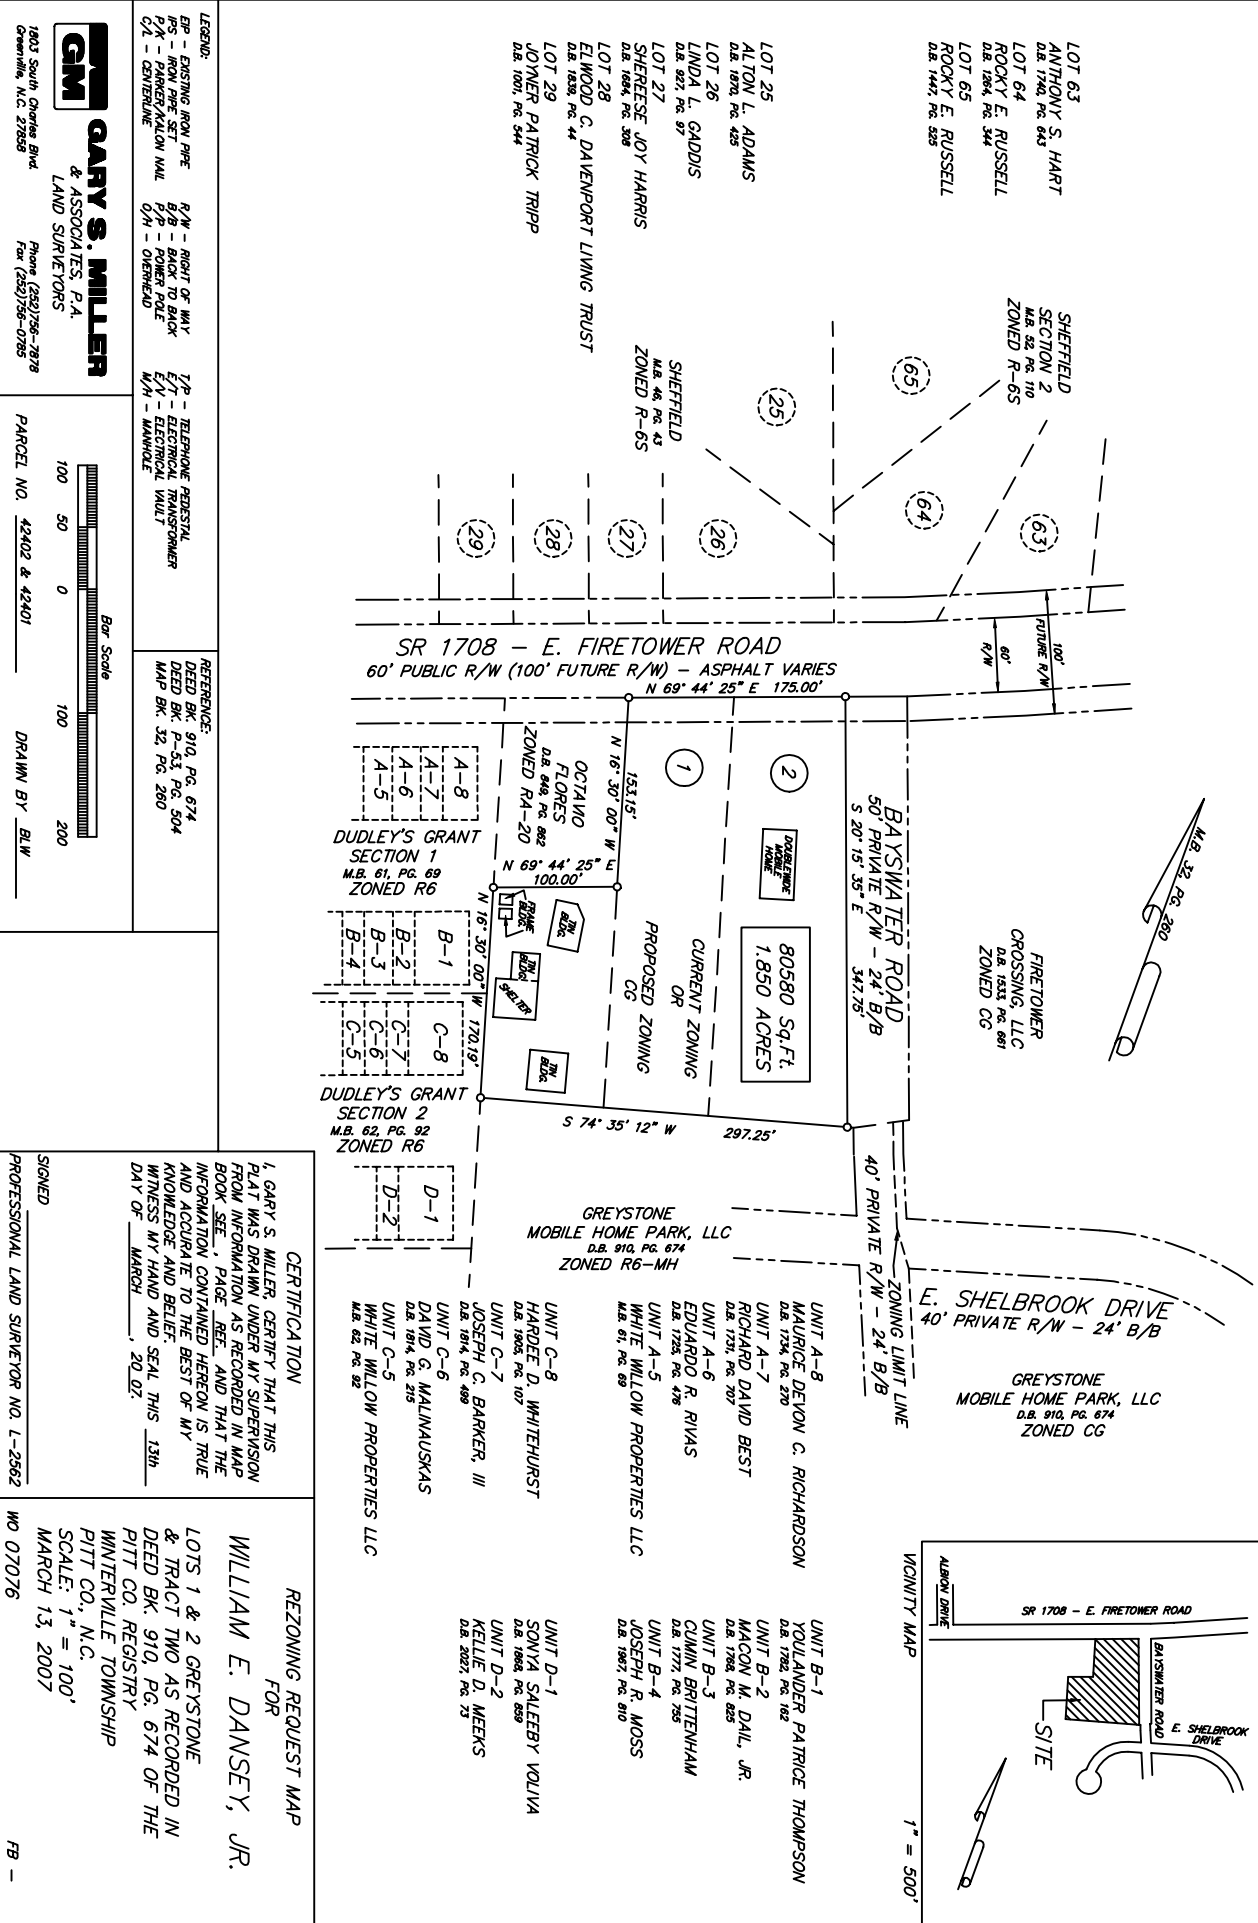 LOT 63
ANTHONY S. HART
D.B. 1740, PG. 643
LOT 64
ROCKY E. RUSSELL
D.B. 1264, PG. 344
LOT 65
ROCKY E. RUSSELL
D.B. 1447, PG. 525
LOT 25
ALTON L. ADAMS
D.B. 1870, PG. 425
LOT 26
LINDA L. GADDIS
D.B. 927, PG. 97
LOT 27
SHEREESE JOY HARRIS
D.B. 1684, PG. 308
LOT 28
ELWOOD C. DAVENPORT LIVING TRUST
D.B. 1839, PG. 44
LOT 29
JOYNER PATRICK TRIPP
D.B. 1001, PG. 544
SHEFFIELD
SECTION 2
M.B. 52, PG. 110
ZONED R-6S
SHEFFIELD
M.B. 46, PG. 43
ZONED R-6S
63
64
65
25
26
27
28
29
100'
FUTURE R/W
60'
R/W
SR 1708 - E. FIRETOWER ROAD
60' PUBLIC R/W (100' FUTURE R/W) - ASPHALT VARIES
N 69° 44' 25" E 175.00'
M.B. 32, PG. 260
FIRETOWER
CROSSING, LLC
D.B. 1533, PG. 661
ZONED CG
BAYSWATER ROAD
50' PRIVATE R/W - 24' B/B
S 20° 15' 35" E 347.75'
2
1
DOUBLEWIDE
MOBILE
HOME
80580 Sq.Ft.
1.850 ACRES
CURRENT ZONING
OR
PROPOSED ZONING
CG
153.15'
N 16° 30' 00" W
OCTAVIO
FLORES
D.B. 849, PG. 862
ZONED RA-20
N 69° 44' 25" E
100.00'
FRAME
BLDG.
TIN
BLDG.
TIN
BLDG.
SHELTER
TIN
BLDG.
N 16° 30' 00" W 170.19'
S 74° 35' 12" W 297.25'
A-8
A-7
A-6
A-5
DUDLEY'S GRANT
SECTION 1
M.B. 61, PG. 69
ZONED R6
B-1
B-2
B-3
B-4
C-8
C-7
C-6
C-5
DUDLEY'S GRANT
SECTION 2
M.B. 62, PG. 92
ZONED R6
D-1
D-2
GREYSTONE
MOBILE HOME PARK, LLC
D.B. 910, PG. 674
ZONED R6-MH
40' PRIVATE R/W - 24' B/B
ZONING LIMIT LINE
E. SHELBROOK DRIVE
40' PRIVATE R/W - 24' B/B
GREYSTONE
MOBILE HOME PARK, LLC
D.B. 910, PG. 674
ZONED CG
UNIT A-8
MAURICE DEVON C. RICHARDSON
D.B. 1734, PG. 270
UNIT A-7
RICHARD DAVID BEST
D.B. 1731, PG. 707
UNIT A-6
EDUARDO R. RIVAS
D.B. 1725, PG. 476
UNIT A-5
WHITE WILLOW PROPERTIES LLC
M.B. 61, PG. 69
UNIT C-8
HARDEE D. WHITEHURST
D.B. 1905, PG. 107
UNIT C-7
JOSEPH C. BARKER, III
D.B. 1814, PG. 499
UNIT C-6
DAVID G. MALINAUSKAS
D.B. 1814, PG. 215
UNIT C-5
WHITE WILLOW PROPERTIES LLC
M.B. 62, PG. 92
UNIT B-1
YOULANDER PATRICE THOMPSON
D.B. 1782, PG. 162
UNIT B-2
MACON M. DAIL, JR.
D.B. 1768, PG. 825
UNIT B-3
CUMIN BRITTENHAM
D.B. 1777, PG. 755
UNIT B-4
JOSEPH R. MOSS
D.B. 1967, PG. 810
UNIT D-1
SONYA SALEEBY VOLIVA
D.B. 1868, PG. 859
UNIT D-2
KELLIE D. MEEKS
D.B. 2027, PG. 73
VICINITY MAP 1" = 500'
ALBION DRIVE
SR 1708 - E. FIRETOWER ROAD
BAYSWATER ROAD
E. SHELBROOK
DRIVE
SITE
LEGEND:
EIP - EXISTING IRON PIPE
IPS - IRON PIPE SET
P/K - PARKER/KALON NAIL
C/L - CENTERLINE
R/W - RIGHT OF WAY
B/B - BACK TO BACK
P/P - POWER POLE
O/H - OVERHEAD
T/P - TELEPHONE PEDESTAL
E/T - ELECTRICAL TRANSFORMER
E/V - ELECTRICAL VAULT
M/H - MANHOLE
REFERENCE:
DEED BK. 910, PG. 674
DEED BK. P-53, PG. 504
MAP BK. 32, PG. 260
GM
GARY S. MILLER
& ASSOCIATES, P.A.
LAND SURVEYORS
1803 South Charles Blvd.
Greenville, N.C. 27858
Phone (252)756-7878
Fax (252)756-0785
Bar Scale
100 50 0 100 200
PARCEL NO. 42402 & 42401
DRAWN BY BLW
CERTIFICATION
I, GARY S. MILLER, CERTIFY THAT THIS
PLAT WAS DRAWN UNDER MY SUPERVISION
FROM INFORMATION AS RECORDED IN MAP
BOOK SEE , PAGE REF. AND THAT THE
INFORMATION CONTAINED HEREON IS TRUE
AND ACCURATE TO THE BEST OF MY
KNOWLEDGE AND BELIEF.
WITNESS MY HAND AND SEAL THIS 13th
DAY OF MARCH , 20 07.
SIGNED
PROFESSIONAL LAND SURVEYOR NO. L-2562
REZONING REQUEST MAP
FOR
WILLIAM E. DANSEY, JR.
LOTS 1 & 2 GREYSTONE
& TRACT TWO AS RECORDED IN
DEED BK. 910, PG. 674 OF THE
PITT CO. REGISTRY
WINTERVILLE TOWNSHIP
PITT CO., N.C.
SCALE: 1" = 100'
MARCH 13, 2007
WO 07076 FB -